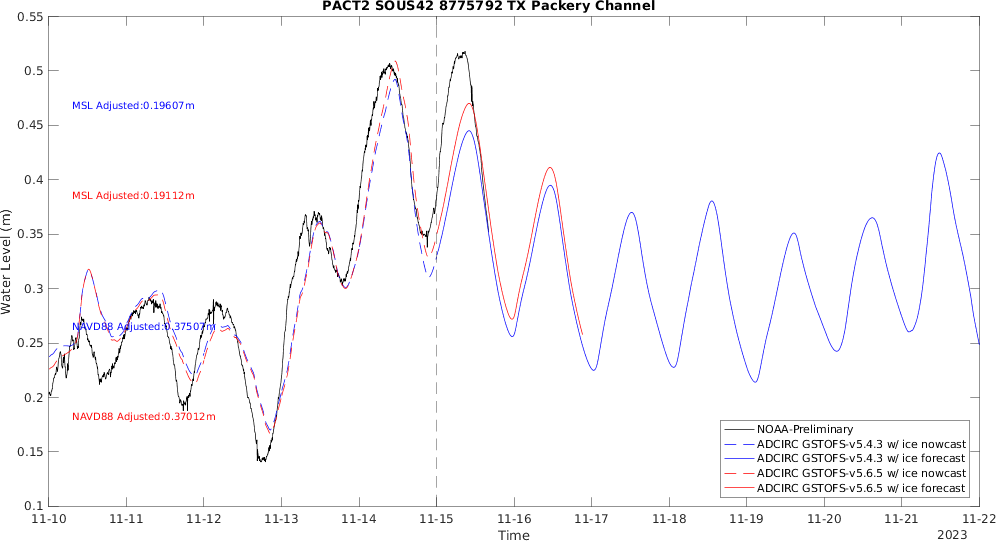 PACT2 SOUS42 8775792 TX Packery Channel
0.55
0.5
0.45
0.4
0.35
0.3
0.25
0.2
0.15
0.1
Water Level (m)
MSL Adjusted:0.19607m
MSL Adjusted:0.19112m
NAVD88 Adjusted:0.37507m
NAVD88 Adjusted:0.37012m
NOAA-Preliminary
ADCIRC GSTOFS-v5.4.3 w/ ice nowcast
ADCIRC GSTOFS-v5.4.3 w/ ice forecast
ADCIRC GSTOFS-v5.6.5 w/ ice nowcast
ADCIRC GSTOFS-v5.6.5 w/ ice forecast
11-10 11-11 11-12 11-13 11-14 11-15 11-16 11-17 11-18 11-19 11-20 11-21 11-22
Time
2023